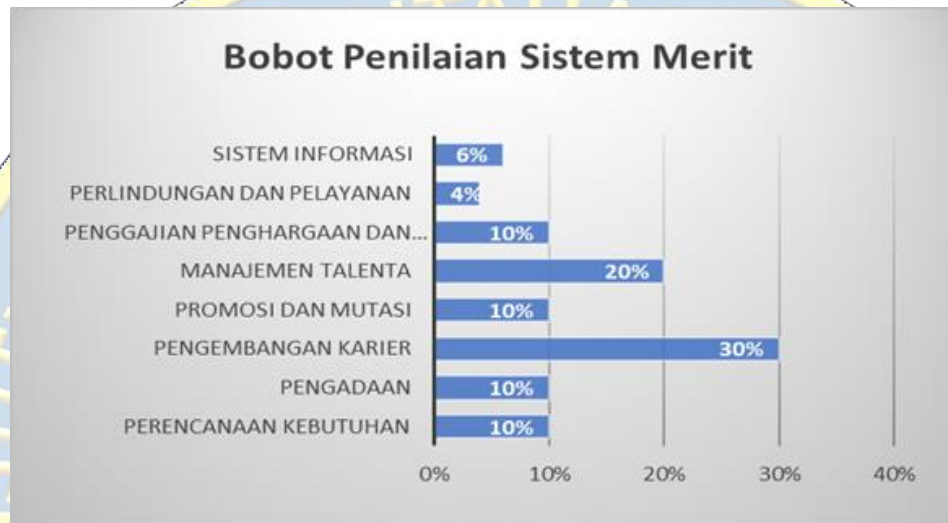 Bobot Penilaian Sistem Merit
SISTEM INFORMASI 6%
PERLINDUNGAN DAN PELAYANAN 4%
PENGGAJIAN PENGHARGAAN DAN... 10%
MANAJEMEN TALENTA 20%
PROMOSI DAN MUTASI 10%
PENGEMBANGAN KARIER 30%
PENGADAAN 10%
PERENCANAAN KEBUTUHAN 10%
0% 10% 20% 30% 40%